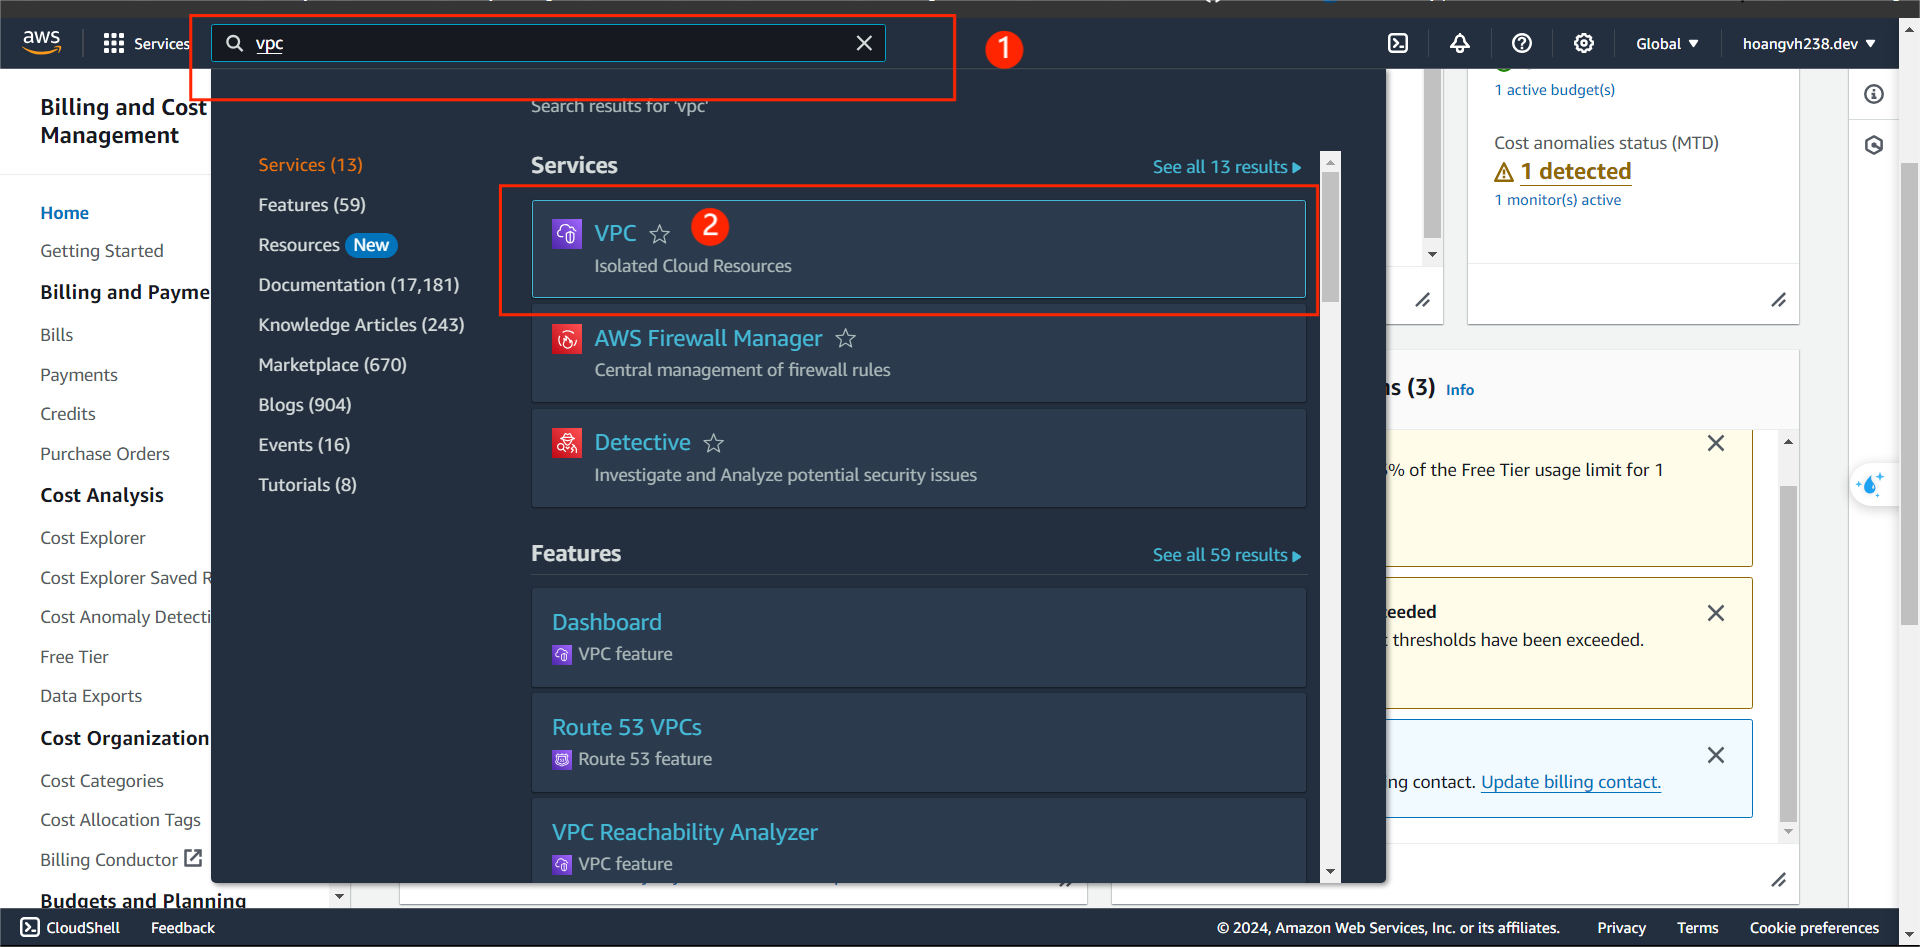 aws
Services
vpc
1
Global
hoangvh238.dev
Billing and Cost
Management
Home
Getting Started
Billing and Payme
Bills
Payments
Credits
Purchase Orders
Cost Analysis
Cost Explorer
Cost Explorer Saved R
Cost Anomaly Detecti
Free Tier
Data Exports
Cost Organization
Cost Categories
Cost Allocation Tags
Billing Conductor
Budgets and Planning
Search results for 'vpc'
Services (13)
Features (59)
Resources New
Documentation (17,181)
Knowledge Articles (243)
Marketplace (670)
Blogs (904)
Events (16)
Tutorials (8)
Services
See all 13 results
VPC
2
Isolated Cloud Resources
AWS Firewall Manager
Central management of firewall rules
Detective
Investigate and Analyze potential security issues
Features
See all 59 results
Dashboard
VPC feature
Route 53 VPCs
Route 53 feature
VPC Reachability Analyzer
VPC feature
1 active budget(s)
Cost anomalies status (MTD)
1 detected
1 monitor(s) active
ns (3) Info
% of the Free Tier usage limit for 1
eeded
thresholds have been exceeded.
ng contact. Update billing contact.
CloudShell
Feedback
© 2024, Amazon Web Services, Inc. or its affiliates.
Privacy
Terms
Cookie preferences